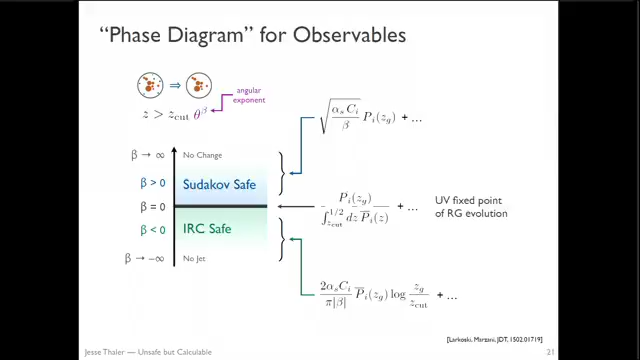 “Phase Diagram” for Observables
angular
exponent
⇒
z > z_cut θ^β
√(α_s C_i / β) P_i(z_g) + …
β → ∞ No Change
β > 0 Sudakov Safe
β = 0
P̅_i(z_g) / ∫_{z_cut}^{1/2} dz P̅_i(z) + …
UV fixed point
of RG evolution
β < 0 IRC Safe
β → −∞ No Jet
2α_s C_i / π|β| P̅_i(z_g) log z_g / z_cut + …
[Larkoski, Marzani, JDT, 1502.01719]
Jesse Thaler — Unsafe but Calculable 21